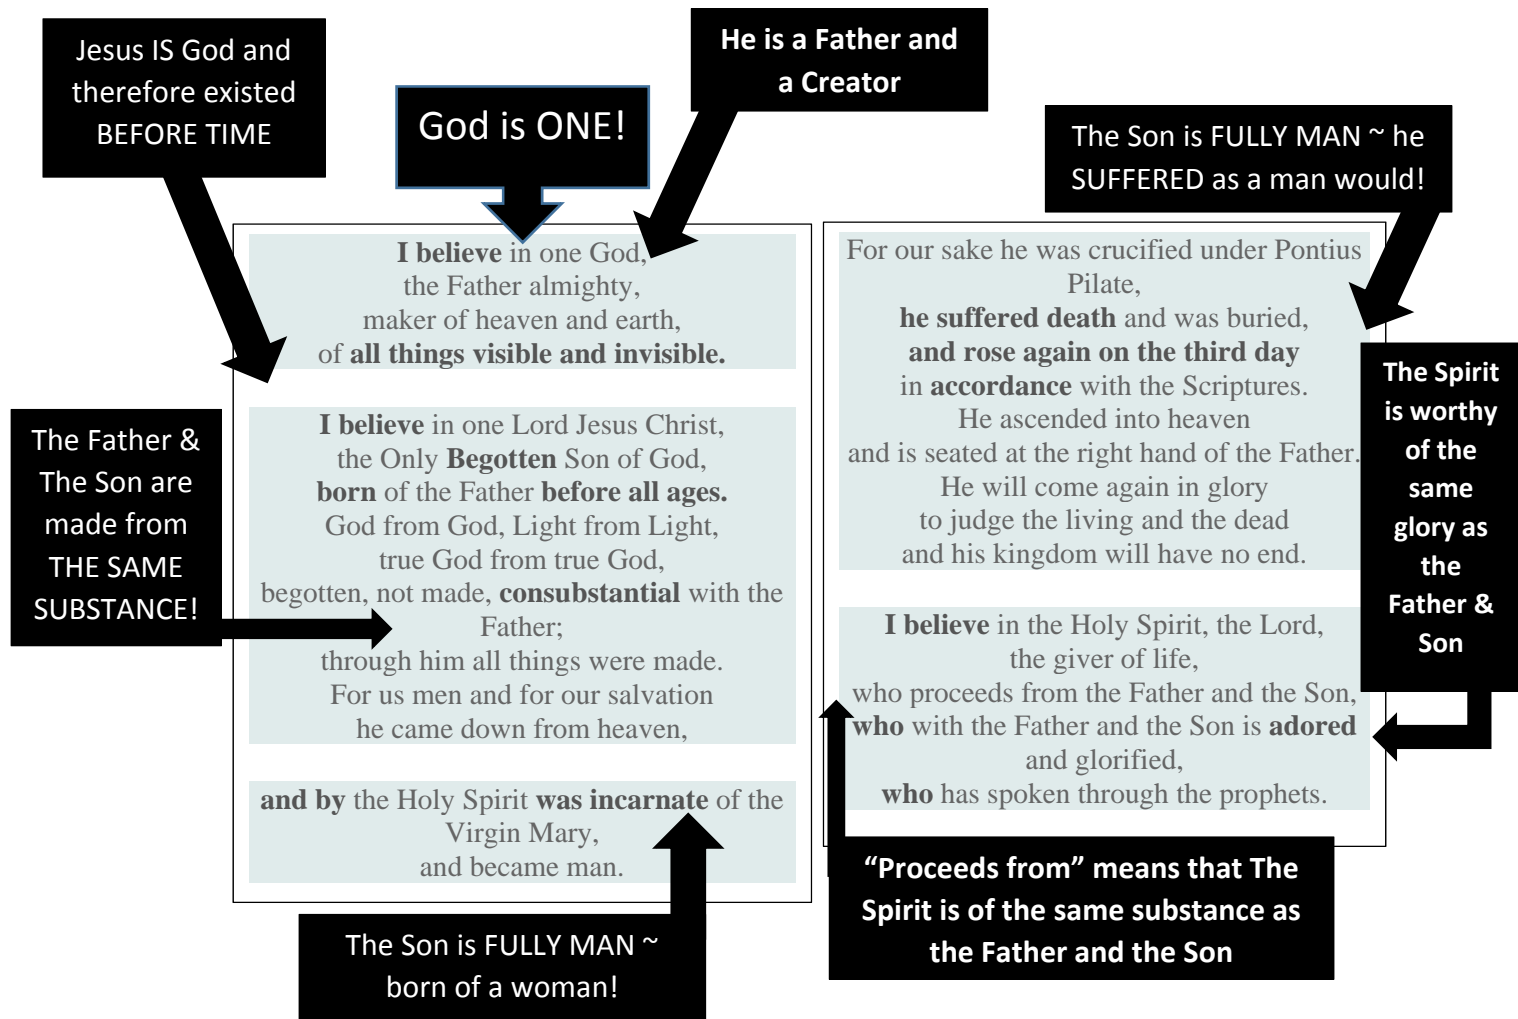 Jesus IS God and
therefore existed
BEFORE TIME
God is ONE!
He is a Father and
a Creator
The Son is FULLY MAN ~ he
SUFFERED as a man would!
I believe in one God,
the Father almighty,
maker of heaven and earth,
of all things visible and invisible.
The Father &
The Son are
made from
THE SAME
SUBSTANCE!
I believe in one Lord Jesus Christ,
the Only Begotten Son of God,
born of the Father before all ages.
God from God, Light from Light,
true God from true God,
begotten, not made, consubstantial with the
Father;
through him all things were made.
For us men and for our salvation
he came down from heaven,
and by the Holy Spirit was incarnate of the
Virgin Mary,
and became man.
The Son is FULLY MAN ~
born of a woman!
For our sake he was crucified under Pontius
Pilate,
he suffered death and was buried,
and rose again on the third day
in accordance with the Scriptures.
He ascended into heaven
and is seated at the right hand of the Father.
He will come again in glory
to judge the living and the dead
and his kingdom will have no end.
The Spirit
is worthy
of the
same
glory as
the
Father &
Son
I believe in the Holy Spirit, the Lord,
the giver of life,
who proceeds from the Father and the Son,
who with the Father and the Son is adored
and glorified,
who has spoken through the prophets.
“Proceeds from” means that The
Spirit is of the same substance as
the Father and the Son